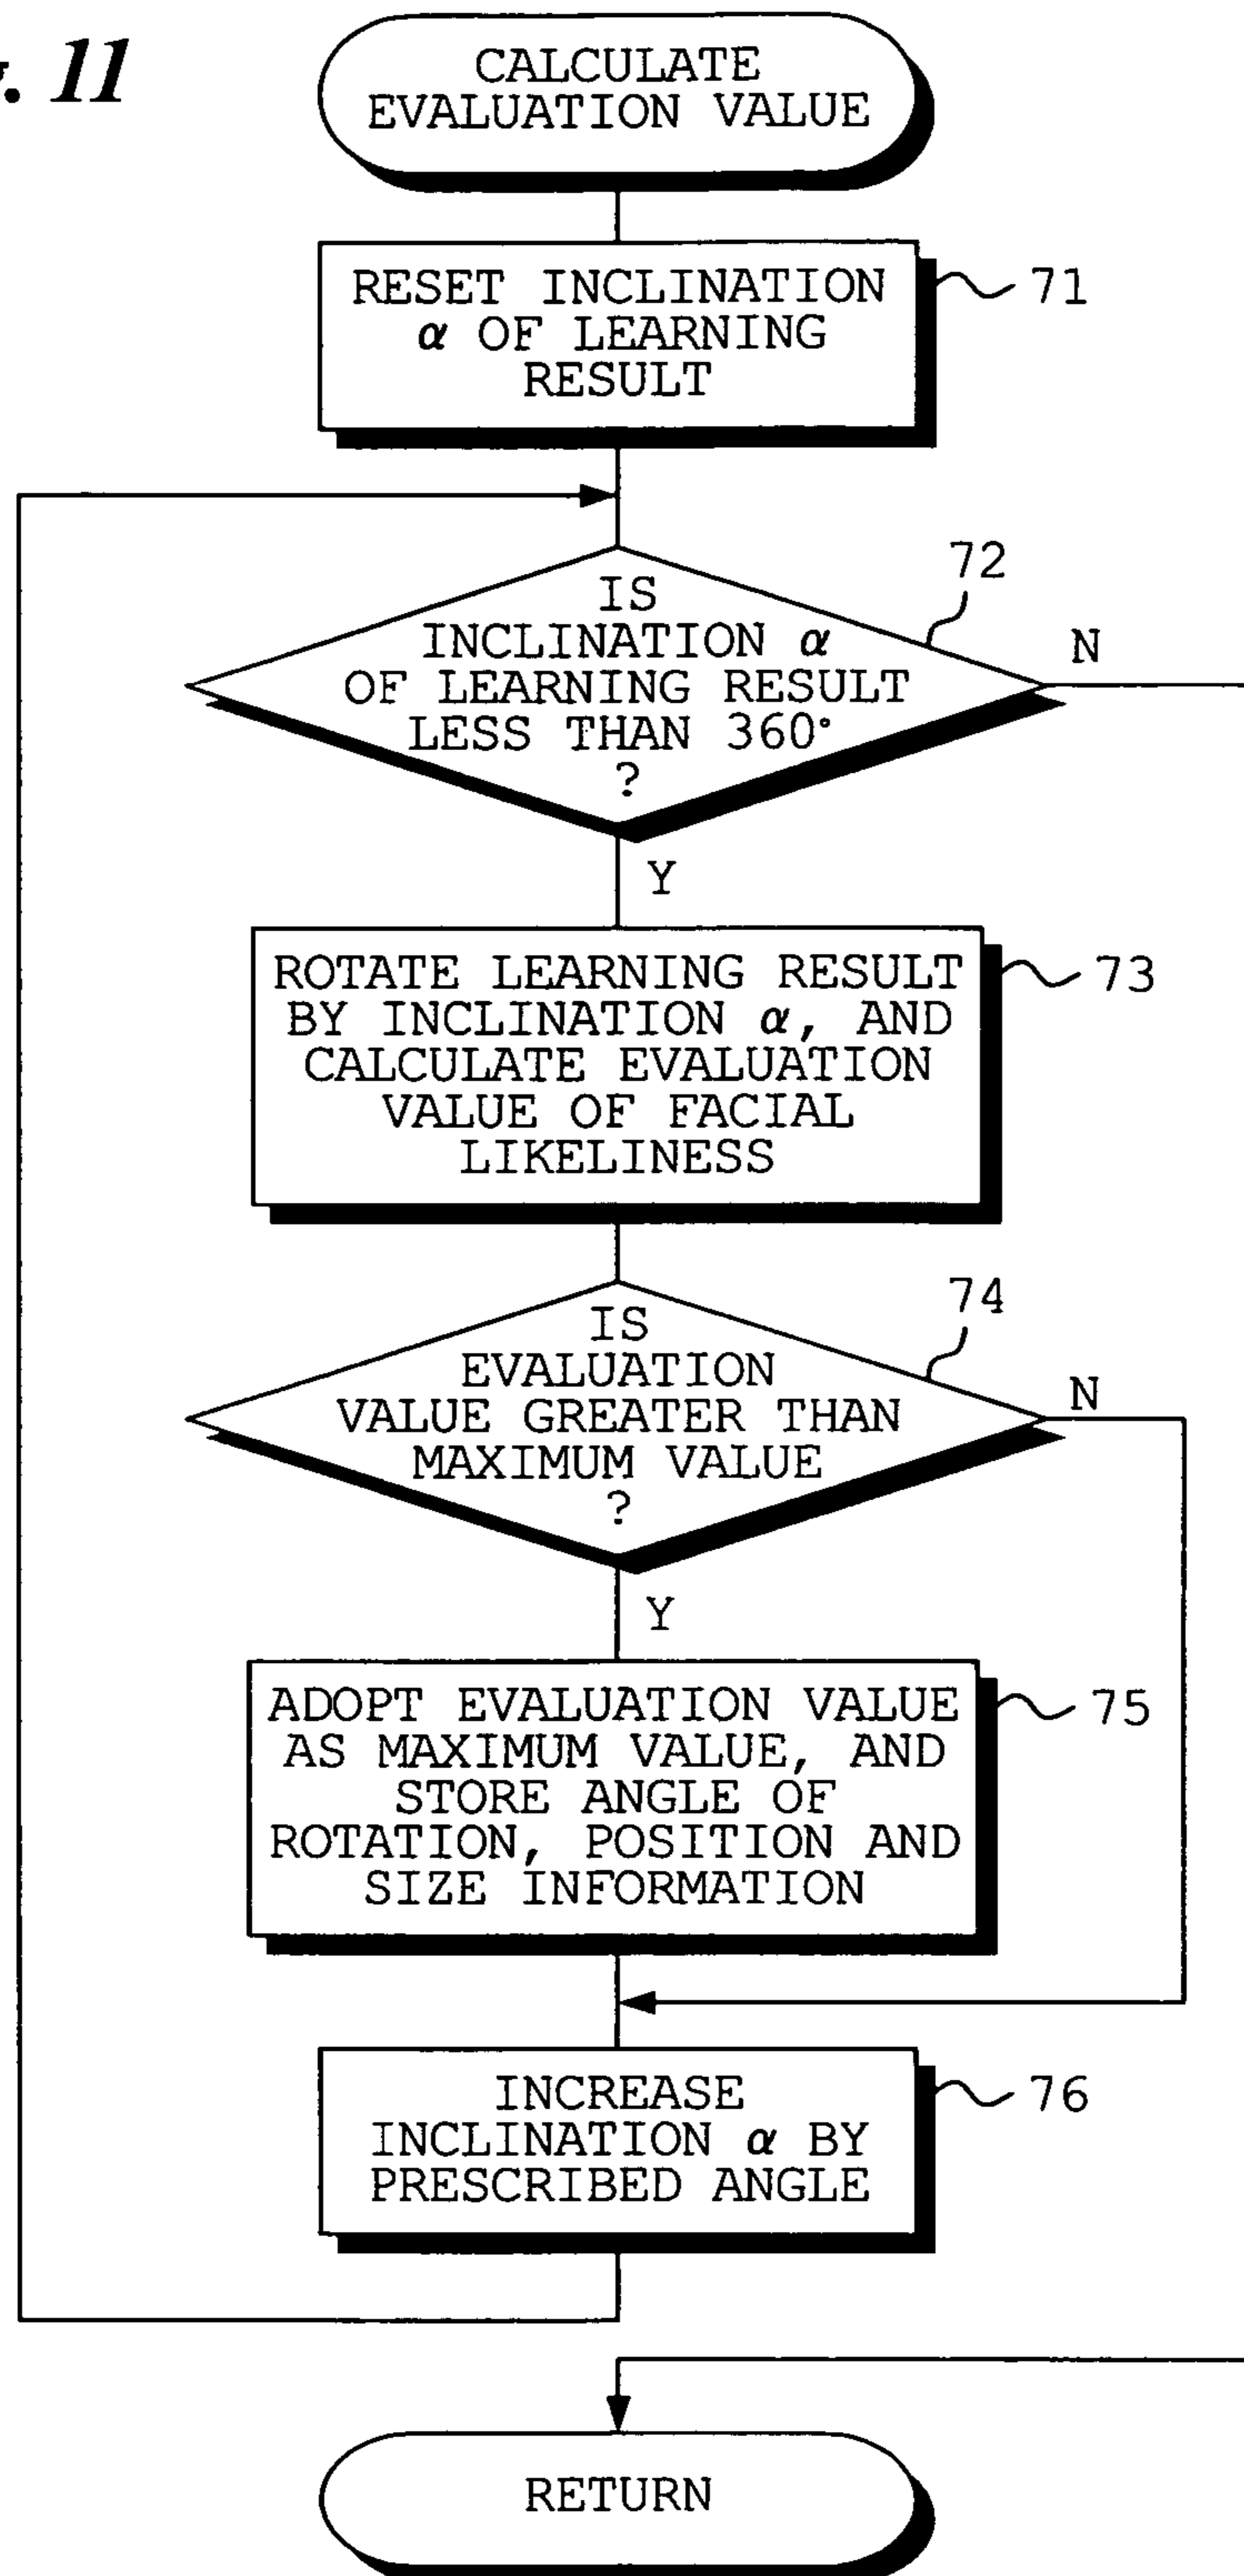 . 11
CALCULATE
EVALUATION VALUE
RESET INCLINATION
α OF LEARNING
RESULT
71
IS
INCLINATION α
OF LEARNING RESULT
LESS THAN 360°
?
72
N
Y
ROTATE LEARNING RESULT
BY INCLINATION α, AND
CALCULATE EVALUATION
VALUE OF FACIAL
LIKELINESS
73
IS
EVALUATION
VALUE GREATER THAN
MAXIMUM VALUE
?
74
N
Y
ADOPT EVALUATION VALUE
AS MAXIMUM VALUE, AND
STORE ANGLE OF
ROTATION, POSITION AND
SIZE INFORMATION
75
INCREASE
INCLINATION α BY
PRESCRIBED ANGLE
76
RETURN